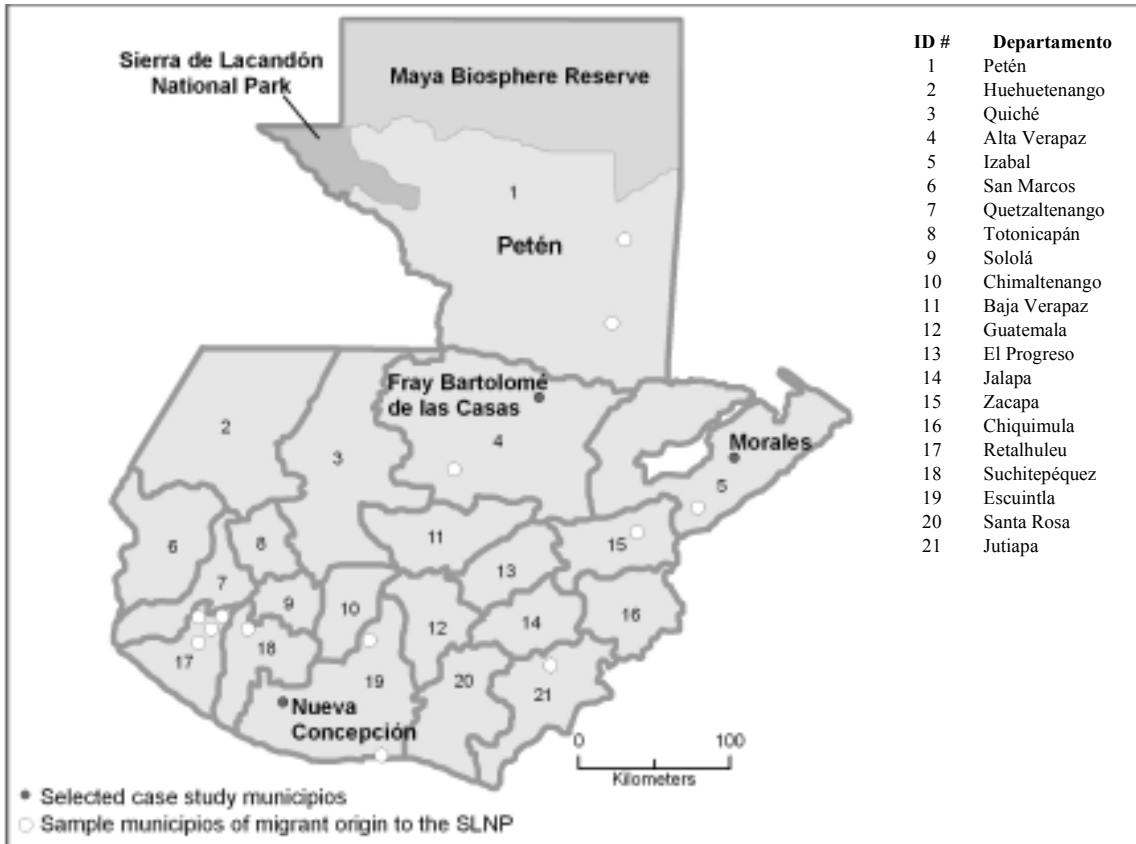 Sierra de Lacandón
National Park
Maya Biosphere Reserve
1
Petén
Fray Bartolomé
de las Casas
2
3
4
Morales
5
6
7
8
9
10
11
12
13
14
15
16
17
18
19
20
21
Nueva
Concepción
0 100
Kilometers
Selected case study municipios
Sample municipios of migrant origin to the SLNP
ID # Departamento
1 Petén
2 Huehuetenango
3 Quiché
4 Alta Verapaz
5 Izabal
6 San Marcos
7 Quetzaltenango
8 Totonicapán
9 Sololá
10 Chimaltenango
11 Baja Verapaz
12 Guatemala
13 El Progreso
14 Jalapa
15 Zacapa
16 Chiquimula
17 Retalhuleu
18 Suchitepéquez
19 Escuintla
20 Santa Rosa
21 Jutiapa